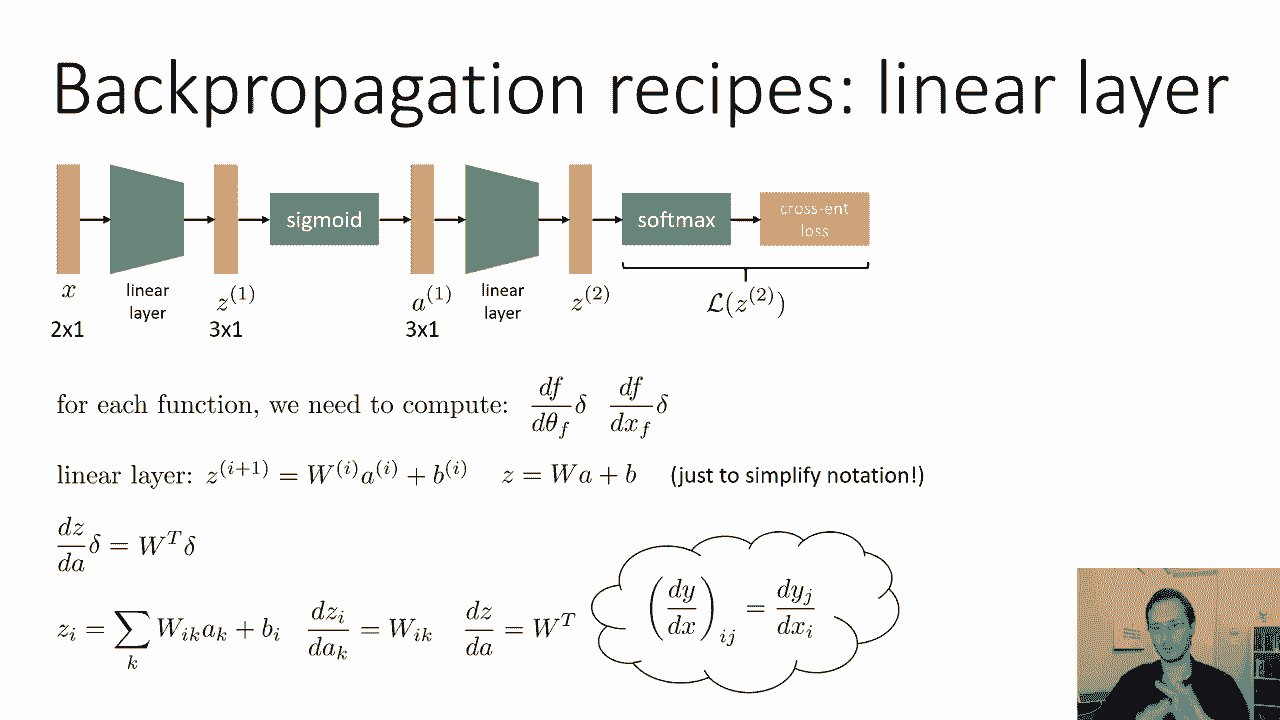 Backpropagation recipes: linear layer
sigmoid
softmax
cross-ent
loss
x
linear
layer
z^{(1)}
a^{(1)}
linear
layer
z^{(2)}
\mathcal{L}(z^{(2)})
2x1
3x1
3x1
for each function, we need to compute: \frac{df}{d\theta_f}\delta \frac{df}{dx_f}\delta
linear layer: z^{(i+1)} = W^{(i)}a^{(i)} + b^{(i)} z = Wa + b (just to simplify notation!)
\frac{dz}{da}\delta = W^T\delta
z_i = \sum_k W_{ik}a_k + b_i \frac{dz_i}{da_k} = W_{ik} \frac{dz}{da} = W^T
\left(\frac{dy}{dx}\right)_{ij} = \frac{dy_j}{dx_i}